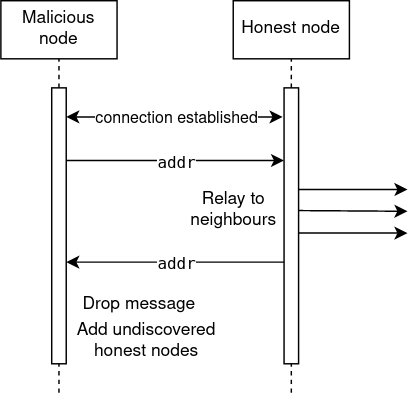 Malicious
node
Honest node
connection established
addr
Relay to
neighbours
addr
Drop message
Add undiscovered
honest nodes